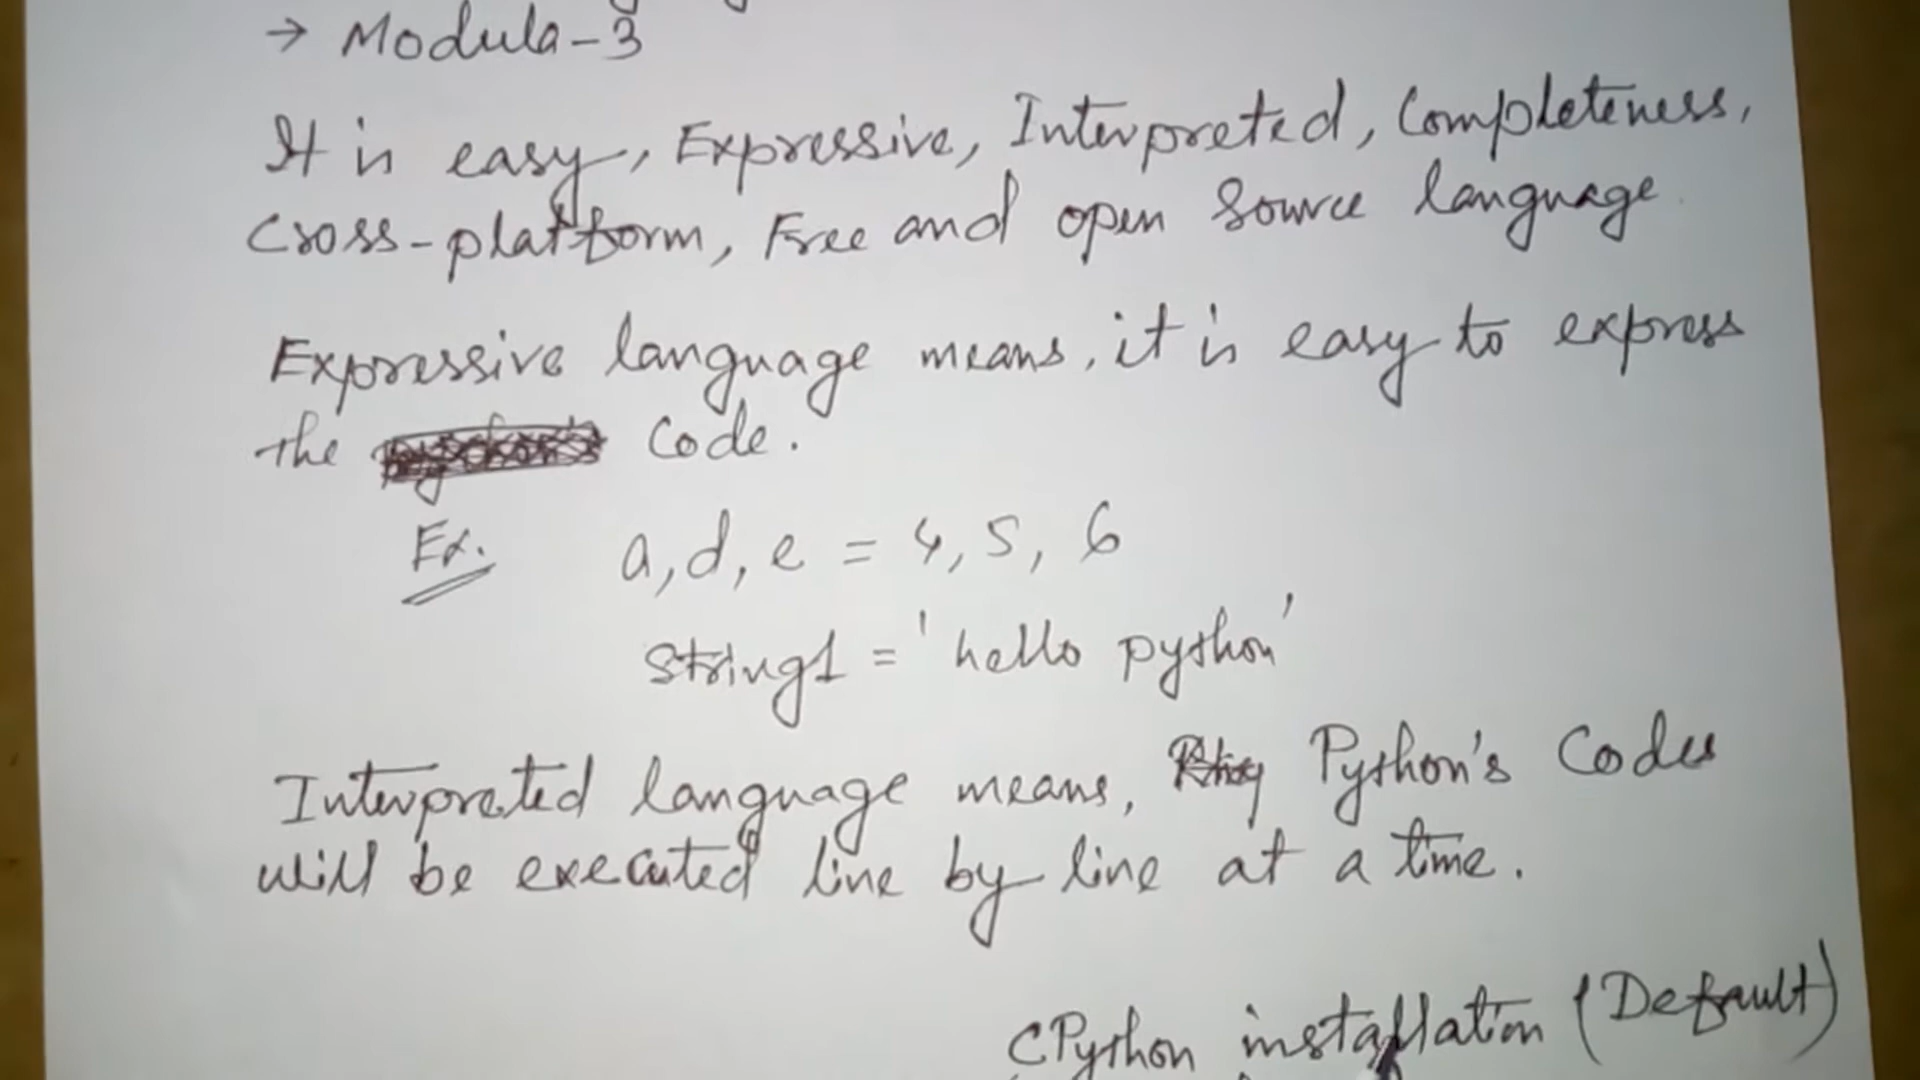 → Modula-3
It is easy, Expressive, Interpreted, Completeness,
Cross-platform, Free and open source language
Expressive language means, it is easy to express
the Code.
Ex. a,d,e = 4,5,6
string1 = 'hello python'
Interpreted language means, Python's Codes
will be executed line by line at a time.
CPython installation (Default)